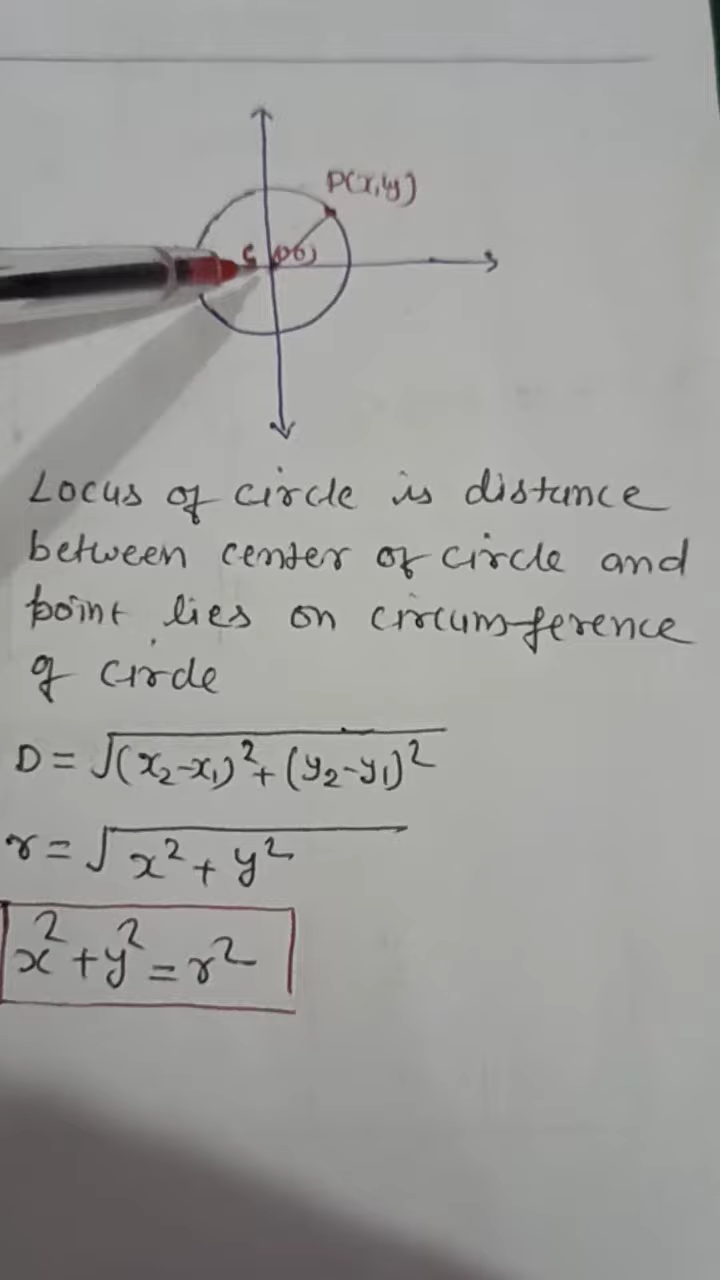 P(x,y)
C (0,0)
Locus of circle is distance
between center of circle and
point lies on circumference
of circle
D = √(x₂-x₁)² + (y₂-y₁)²
r = √x² + y²
x² + y² = r²